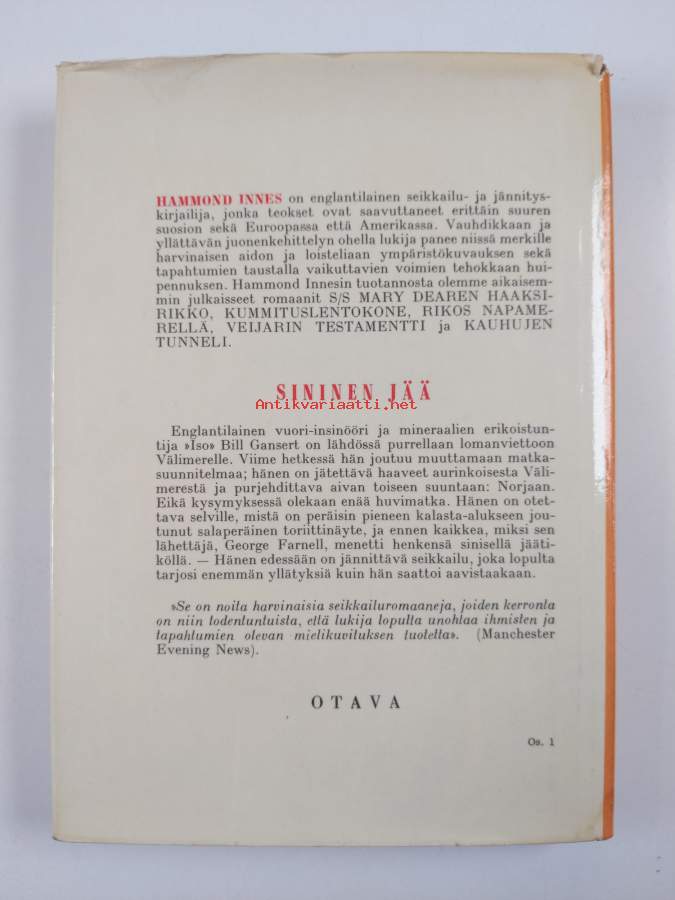 HAMMOND INNES on englantilainen seikkailu- ja jännitys-
kirjailija, jonka teokset ovat saavuttaneet erittäin suuren
suosion sekä Euroopassa että Amerikassa. Vauhdikkaan ja
yllättävän juonenkehittelyn ohella lukija panee niissä merkille
harvinaisen aidon ja loisteliaan ympäristökuvauksen sekä
tapahtumien taustalla vaikuttavien voimien tehokkaan hui-
pennuksen. Hammond Innesin tuotannosta olemme aikaisem-
min julkaisseet romaanit S/S MARY DEAREN HAAKSI-
RIKKO, KUMMITUSLENTOKONE, RIKOS NAPAME-
RELLÄ, VEIJARIN TESTAMENTTI ja KAUHUJEN
TUNNELI.
SININEN JÄÄ
Antikvariaatti.net
Englantilainen vuori-insinööri ja mineraalien erikoistun-
tija »Iso» Bill Gansert on lähdössä purrellaan lomanviettoon
Välimerelle. Viime hetkessä hän joutuu muuttamaan matka-
suunnitelmaa; hänen on jätettävä haaveet aurinkoisesta Väli-
merestä ja purjehdittava aivan toiseen suuntaan: Norjaan.
Eikä kysymyksessä olekaan enää huvimatka. Hänen on otet-
tava selville, mistä on peräisin pieneen kalasta-alukseen jou-
tunut salaperäinen toriittinäyte, ja ennen kaikkea, miksi sen
lähettäjä, George Farnell, menetti henkensä sinisellä jääti-
köllä. — Hänen edessään on jännittävä seikkailu, joka lopulta
tarjosi enemmän yllätyksiä kuin hän saattoi aavistaakaan.
»Se on noita harvinaisia seikkailuromaaneja, joiden kerronta
on niin todentuntuista, että lukija lopulta unohtaa ihmisten ja
tapahtumien olevan mielikuvituksen tuotetta». (Manchester
Evening News).
OTAVA
Os. 1